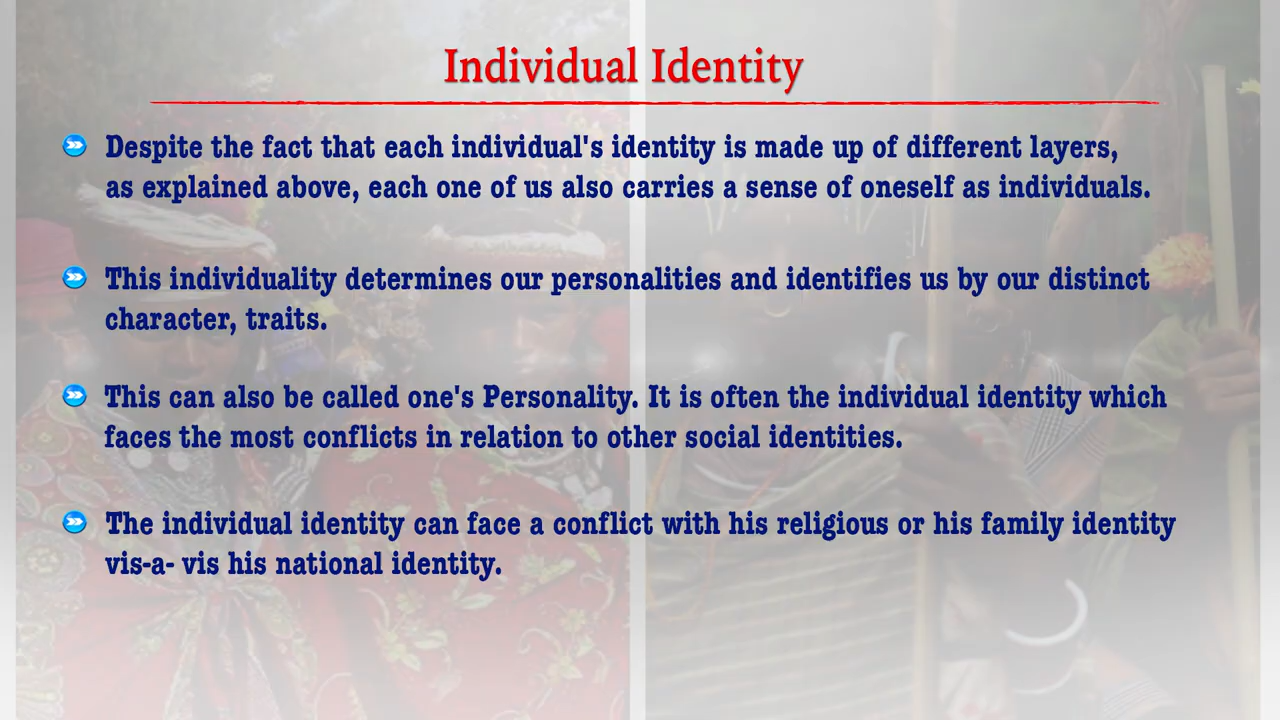 Individual Identity
Despite the fact that each individual's identity is made up of different layers,
as explained above, each one of us also carries a sense of oneself as individuals.
This individuality determines our personalities and identifies us by our distinct
character, traits.
This can also be called one's Personality. It is often the individual identity which
faces the most conflicts in relation to other social identities.
The individual identity can face a conflict with his religious or his family identity
vis-a- vis his national identity.